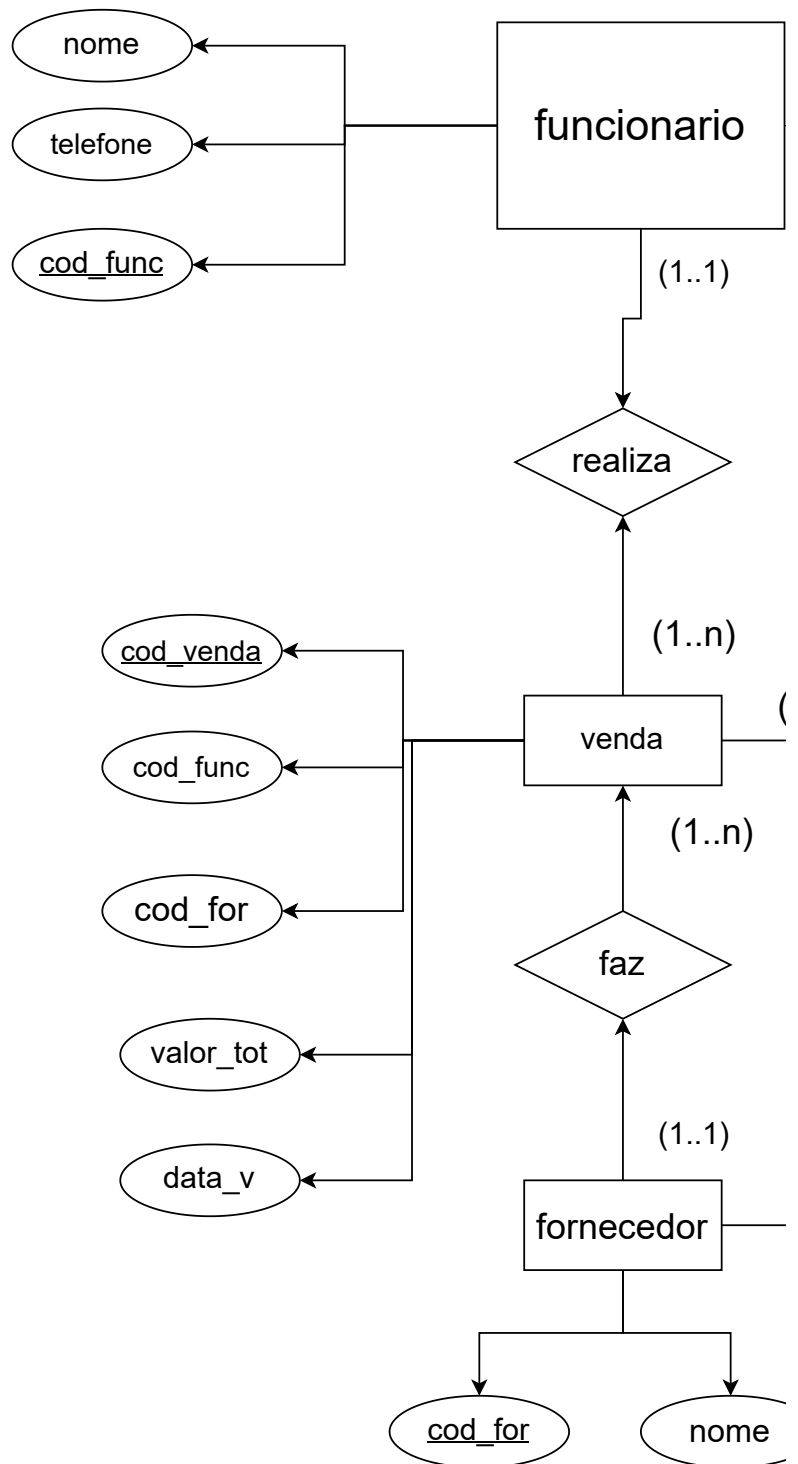 nome
funcionario
telefone
cod_func
(1..1)
realiza
(1..n)
cod_venda
(
venda
cod_func
(1..n)
cod_for
faz
valor_tot
(1..1)
data_v
fornecedor
cod_for
nome